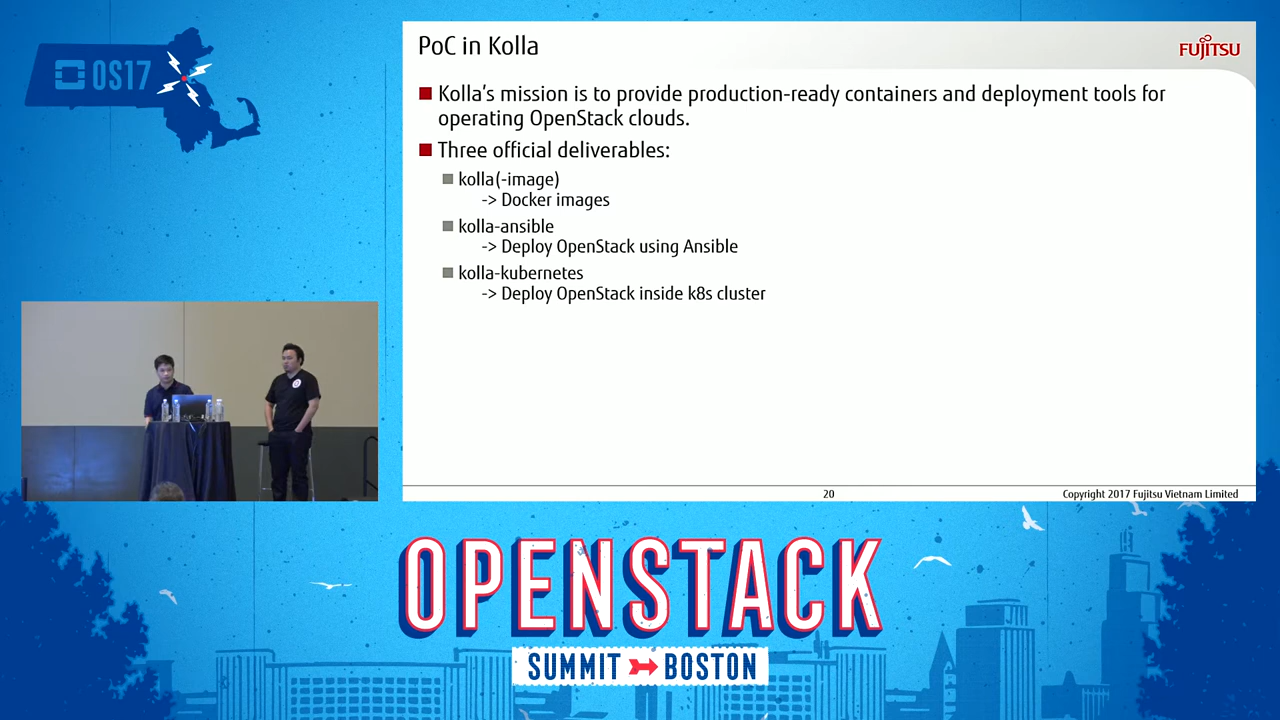 OS17
PoC in Kolla
FUJITSU
Kolla's mission is to provide production-ready containers and deployment tools for
operating OpenStack clouds.
Three official deliverables:
kolla(-image)
-> Docker images
kolla-ansible
-> Deploy OpenStack using Ansible
kolla-kubernetes
-> Deploy OpenStack inside k8s cluster
20
Copyright 2017 Fujitsu Vietnam Limited
OPENSTACK
SUMMIT BOSTON